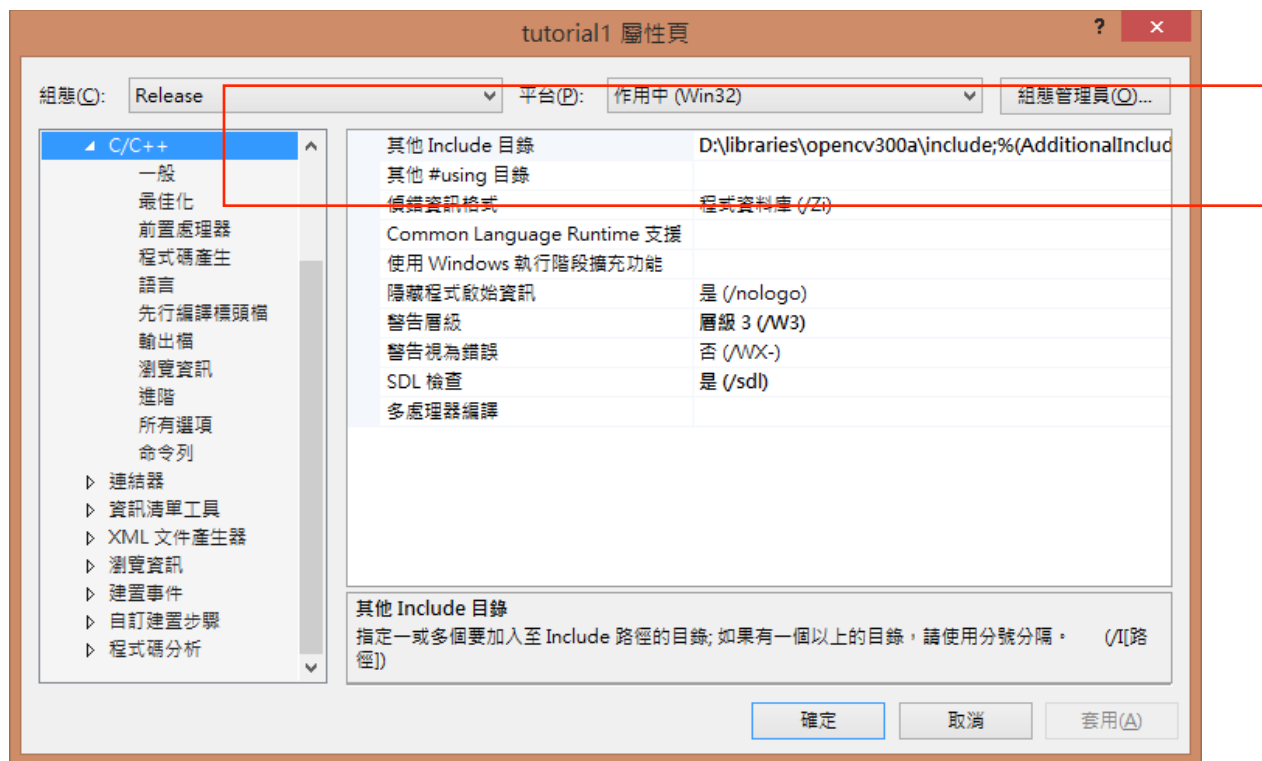 tutorial1 屬性頁
?
組態(C): Release 平台(P): 作用中 (Win32) 組態管理員(O)...
C/C++
一般
最佳化
前置處理器
程式碼產生
語言
先行編譯標頭檔
輸出檔
瀏覽資訊
進階
所有選項
命令列
連結器
資訊清單工具
XML 文件產生器
瀏覽資訊
建置事件
自訂建置步驟
程式碼分析
其他 Include 目錄 D:\libraries\opencv300a\include;%(AdditionalInclud
其他 #using 目錄
偵錯資訊格式 程式資料庫 (/Zi)
Common Language Runtime 支援
使用 Windows 執行階段擴充功能
隱藏程式啟始資訊 是 (/nologo)
警告層級 層級 3 (/W3)
警告視為錯誤 否 (/WX-)
SDL 檢查 是 (/sdl)
多處理器編譯
其他 Include 目錄
指定一或多個要加入至 Include 路徑的目錄; 如果有一個以上的目錄，請使用分號分隔。 (/I[路
徑])
確定 取消 套用(A)